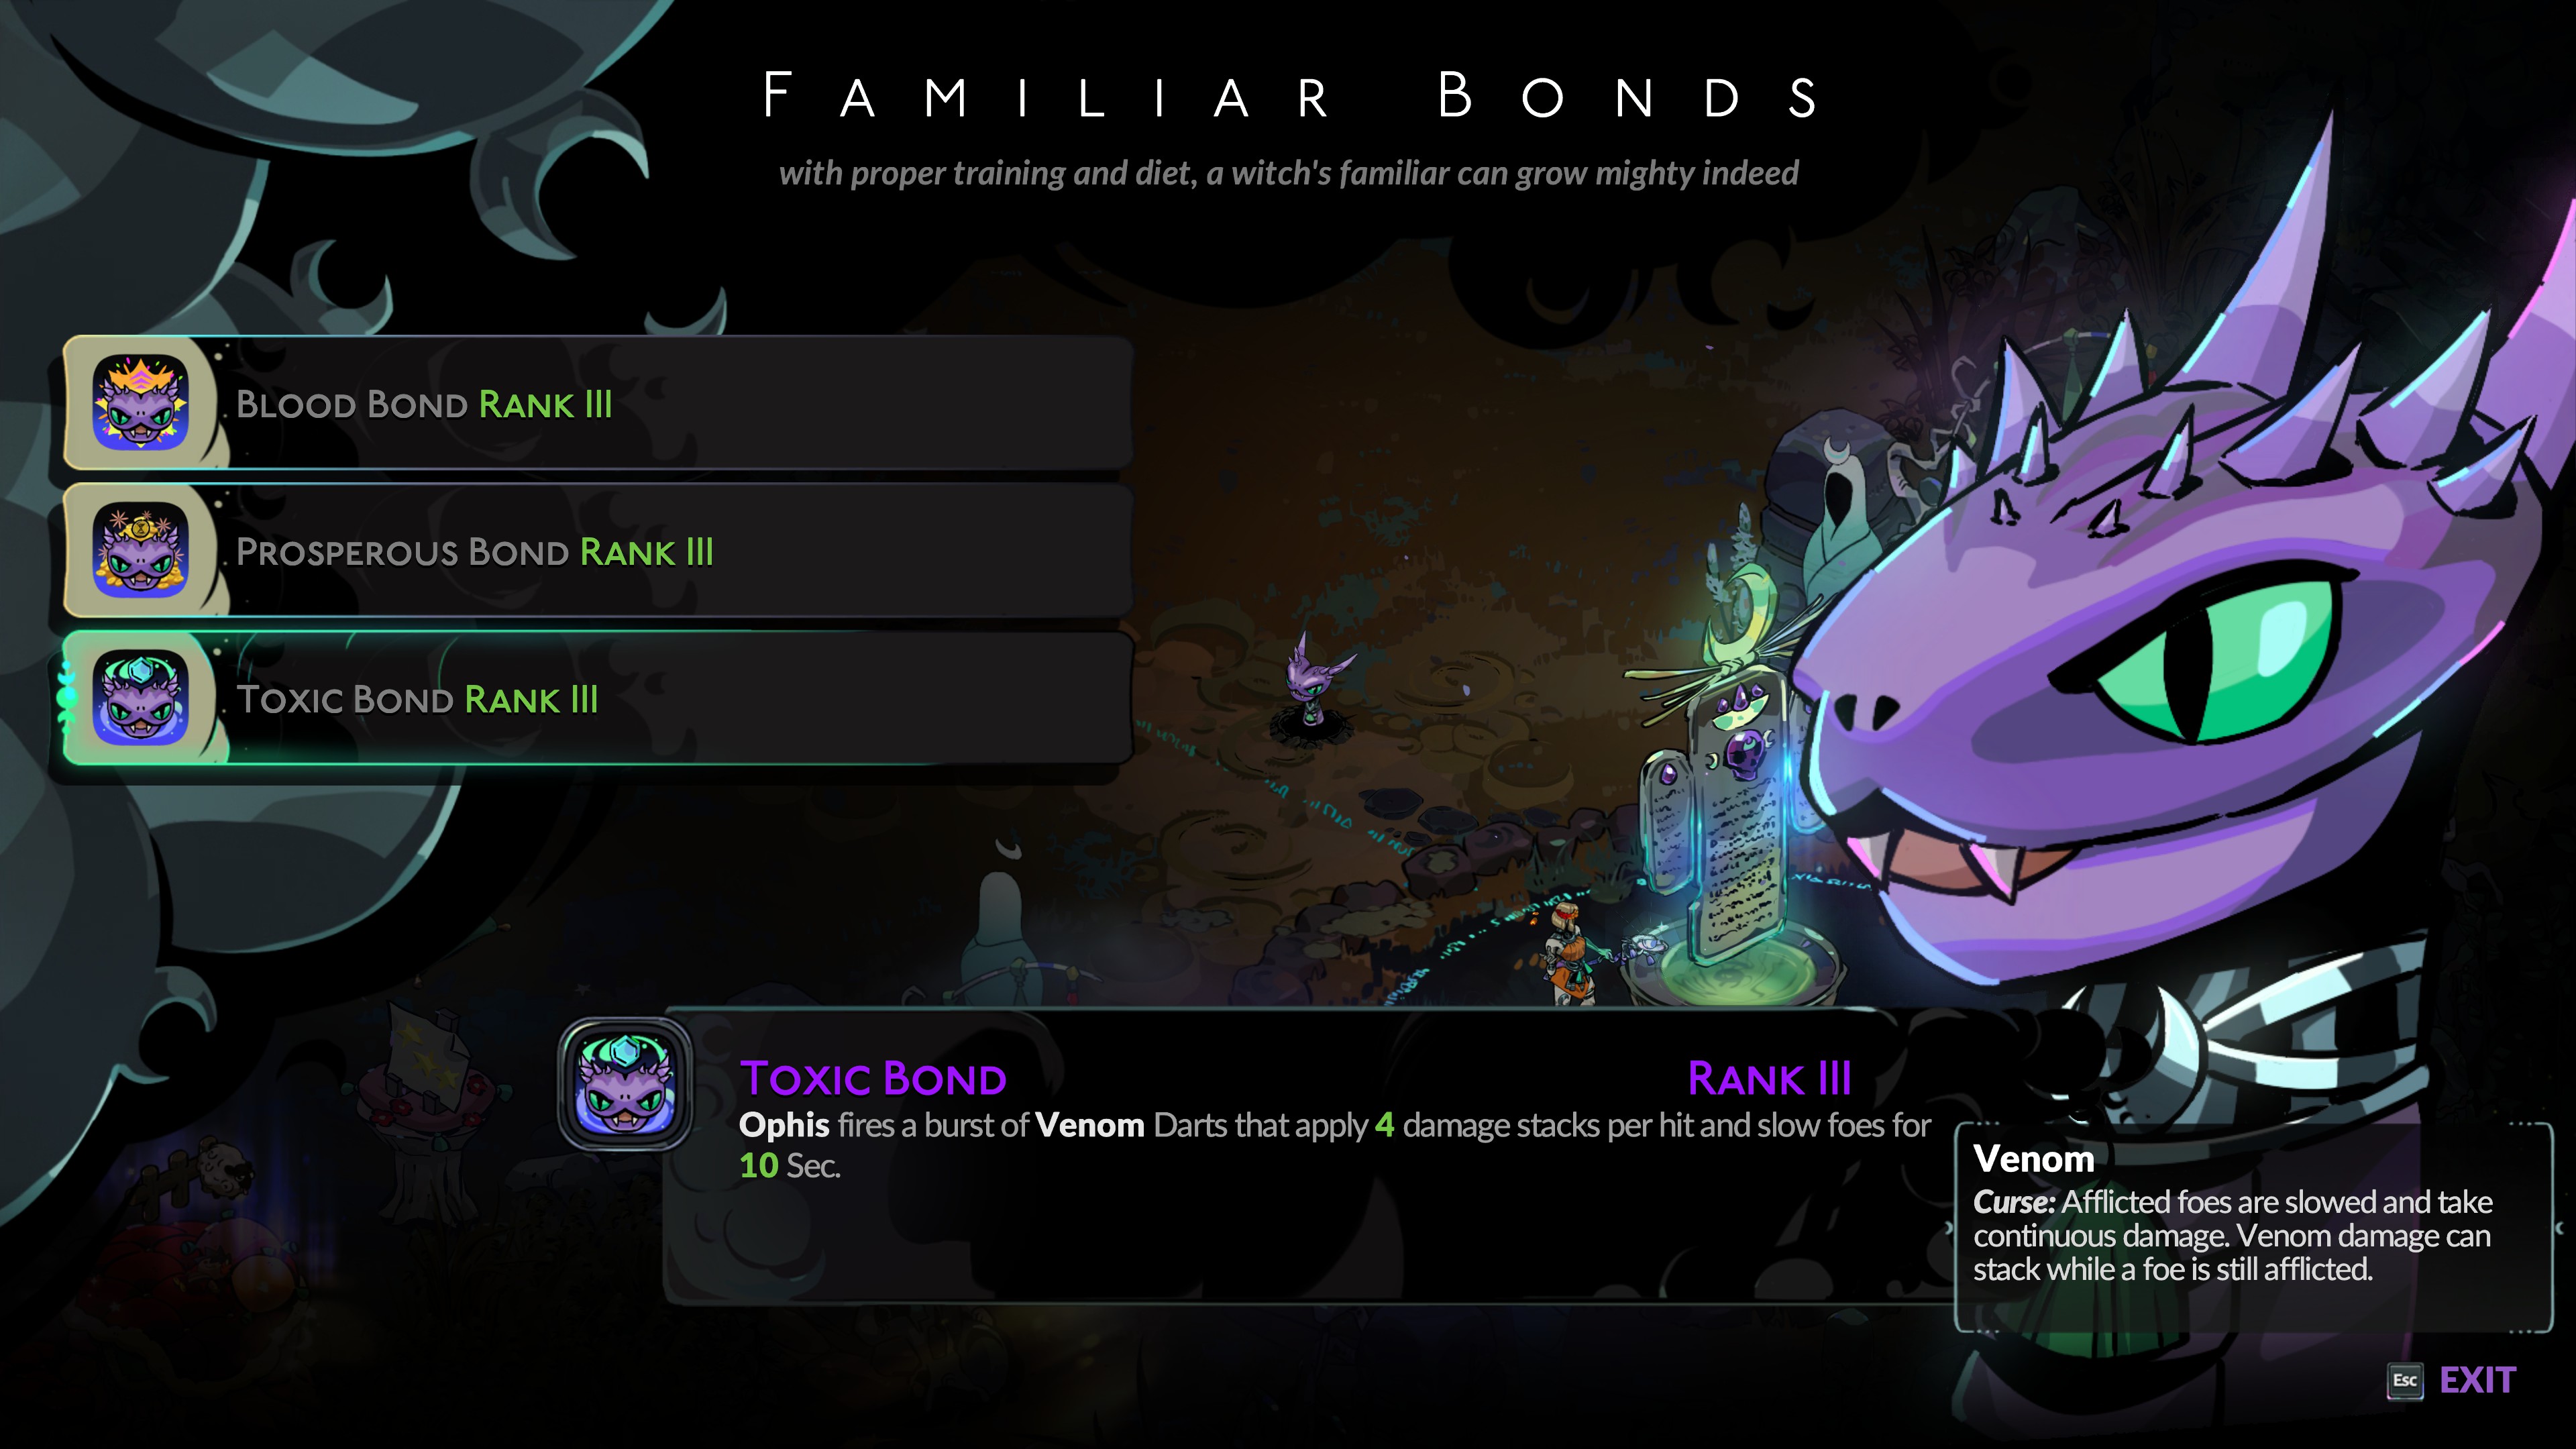 Familiar Bonds
with proper training and diet, a witch's familiar can grow mighty indeed
Blood Bond Rank III
Prosperous Bond Rank III
Toxic Bond Rank III
Toxic Bond Rank III
Ophis fires a burst of Venom Darts that apply 4 damage stacks per hit and slow foes for
10 Sec.
Venom
Curse: Afflicted foes are slowed and take
continuous damage. Venom damage can
stack while a foe is still afflicted.
Esc EXIT